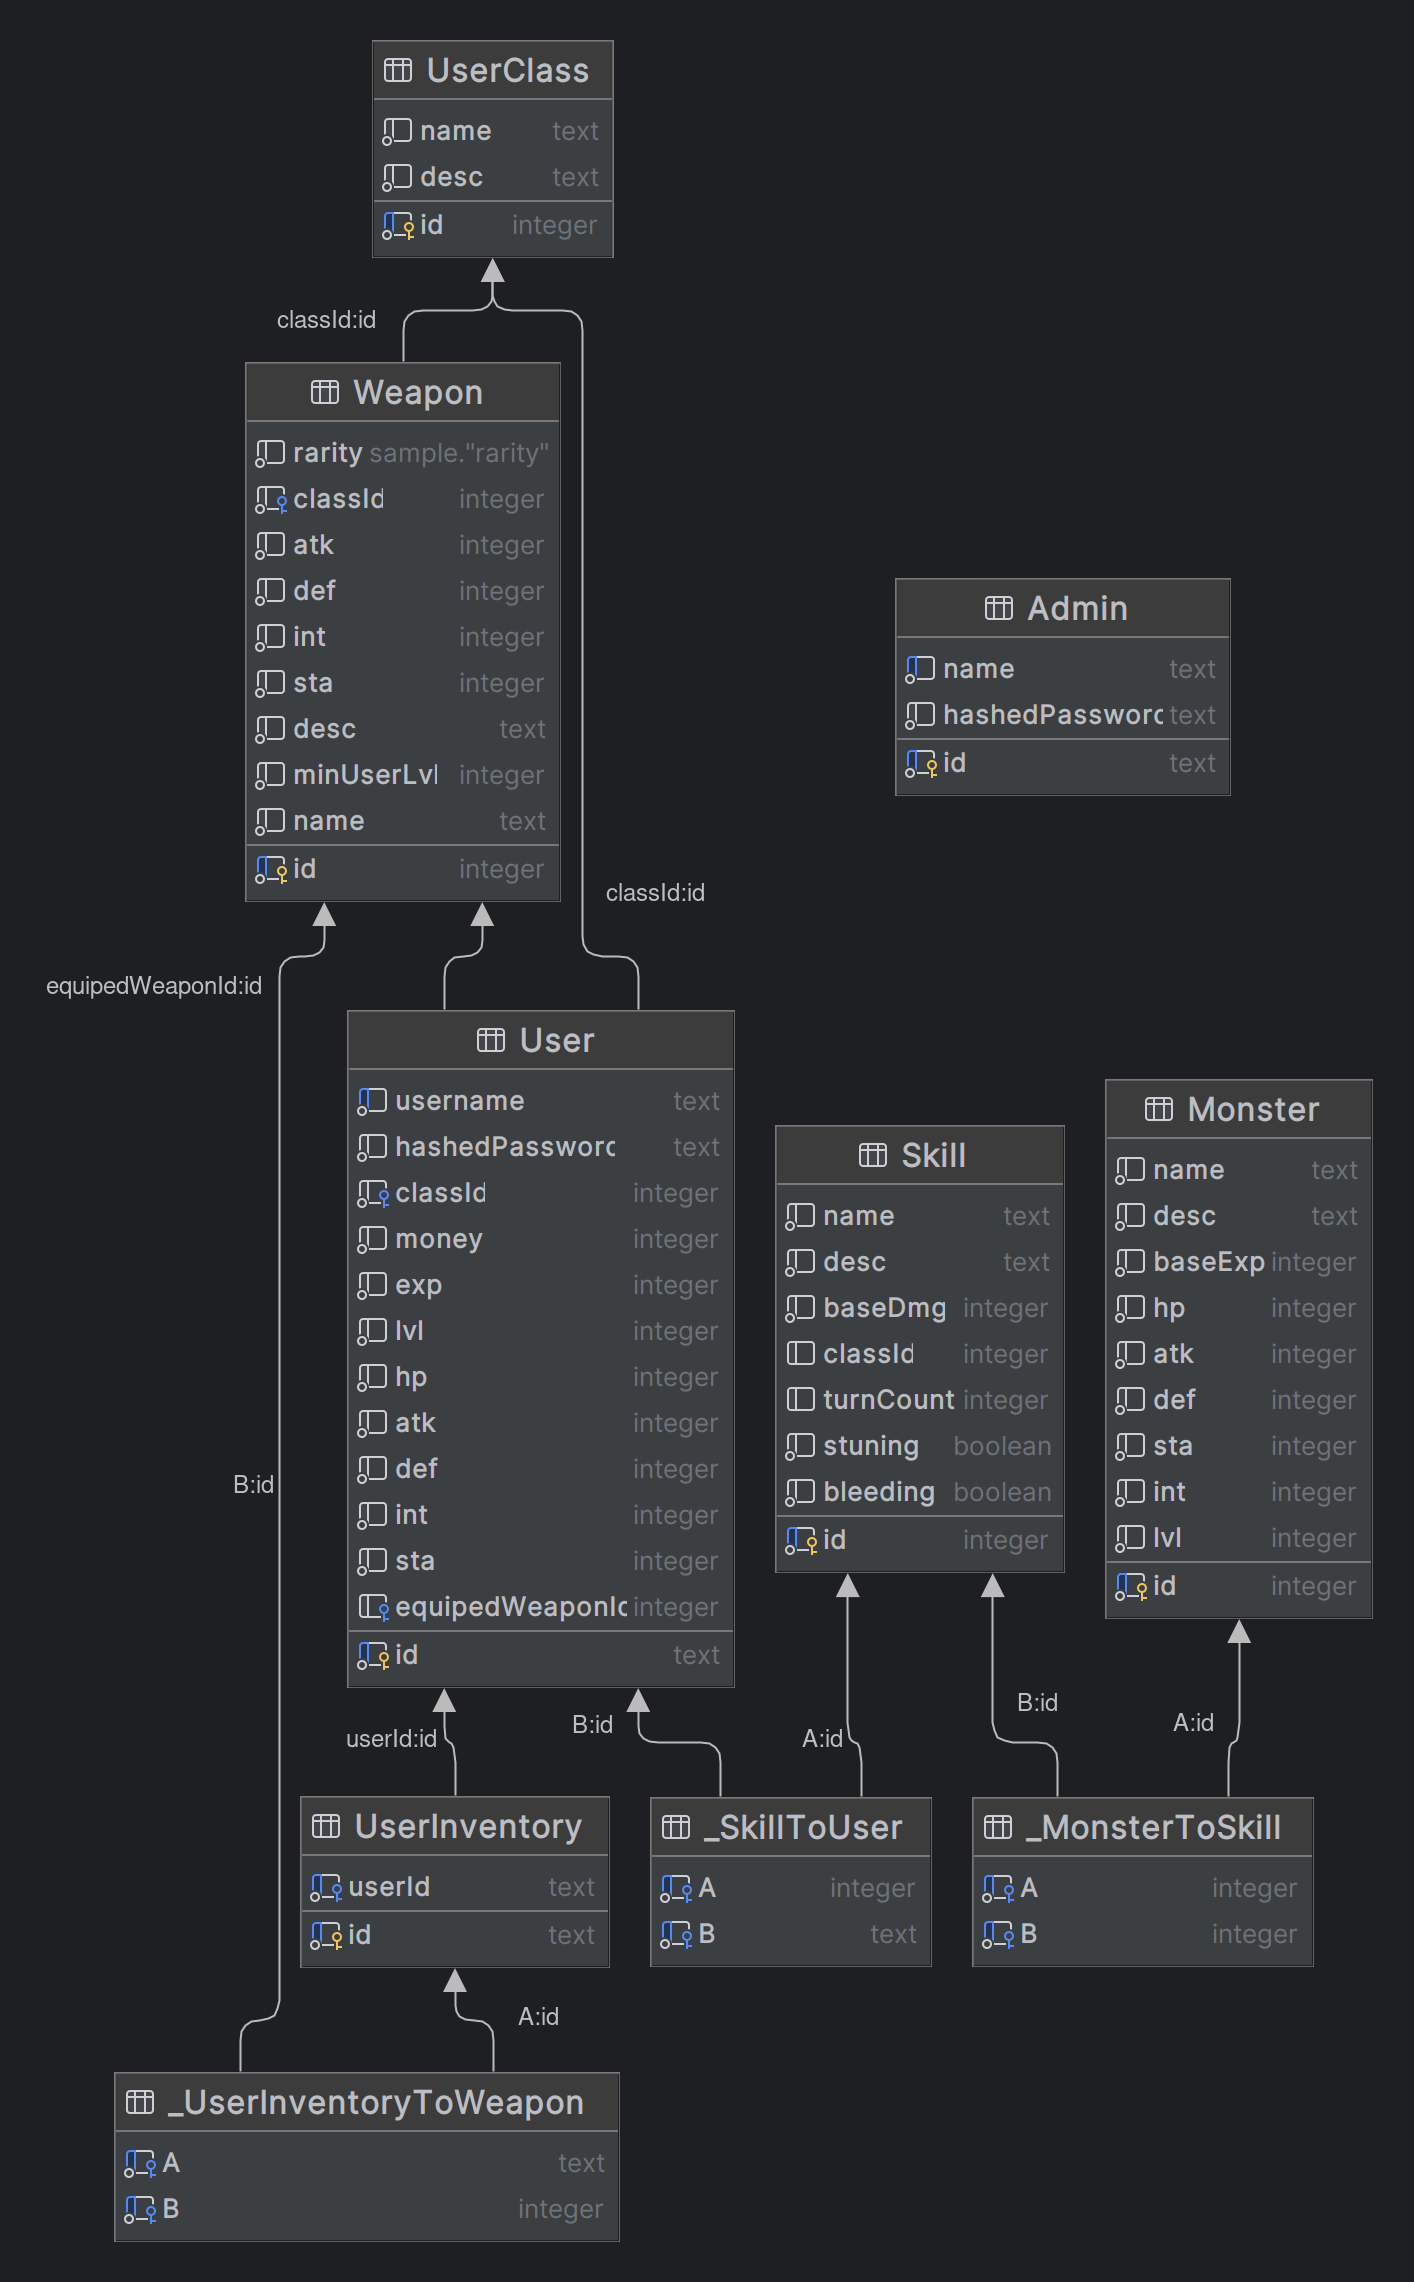 UserClass
name text
desc text
id integer
classId:id
Weapon
rarity sample."rarity"
classId integer
atk integer
def integer
int integer
sta integer
desc text
minUserLvl integer
name text
id integer
Admin
name text
hashedPassword text
id text
classId:id
equipedWeaponId:id
User
username text
hashedPassword text
classId integer
money integer
exp integer
lvl integer
hp integer
atk integer
def integer
int integer
sta integer
equipedWeaponId integer
id text
Skill
name text
desc text
baseDmg integer
classId integer
turnCount integer
stuning boolean
bleeding boolean
id integer
Monster
name text
desc text
baseExp integer
hp integer
atk integer
def integer
sta integer
int integer
lvl integer
id integer
B:id
userId:id
B:id
A:id
B:id
A:id
UserInventory
userId text
id text
_SkillToUser
A integer
B text
_MonsterToSkill
A integer
B integer
A:id
_UserInventoryToWeapon
A text
B integer